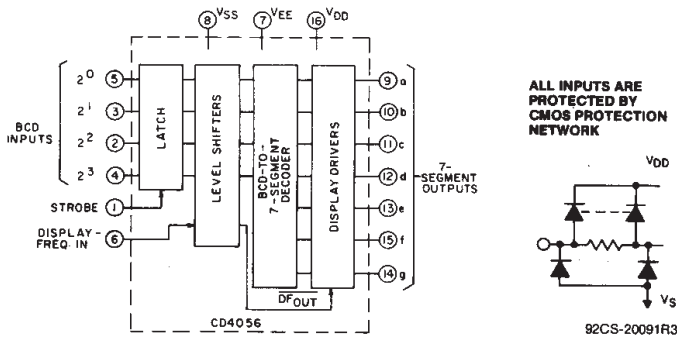 8 VSS 7 VEE 16 VDD
BCD INPUTS
2⁰ 5
2¹ 3
2² 2
2³ 4
STROBE 1
DISPLAY-FREQ. IN 6
LATCH
LEVEL SHIFTERS
BCD-TO-7-SEGMENT DECODER
DISPLAY DRIVERS
DFOUT
CD4056
9 a
10 b
11 c
12 d
13 e
15 f
14 g
7-SEGMENT OUTPUTS
ALL INPUTS ARE
PROTECTED BY
CMOS PROTECTION
NETWORK
VDD
VS
92CS-20091R3